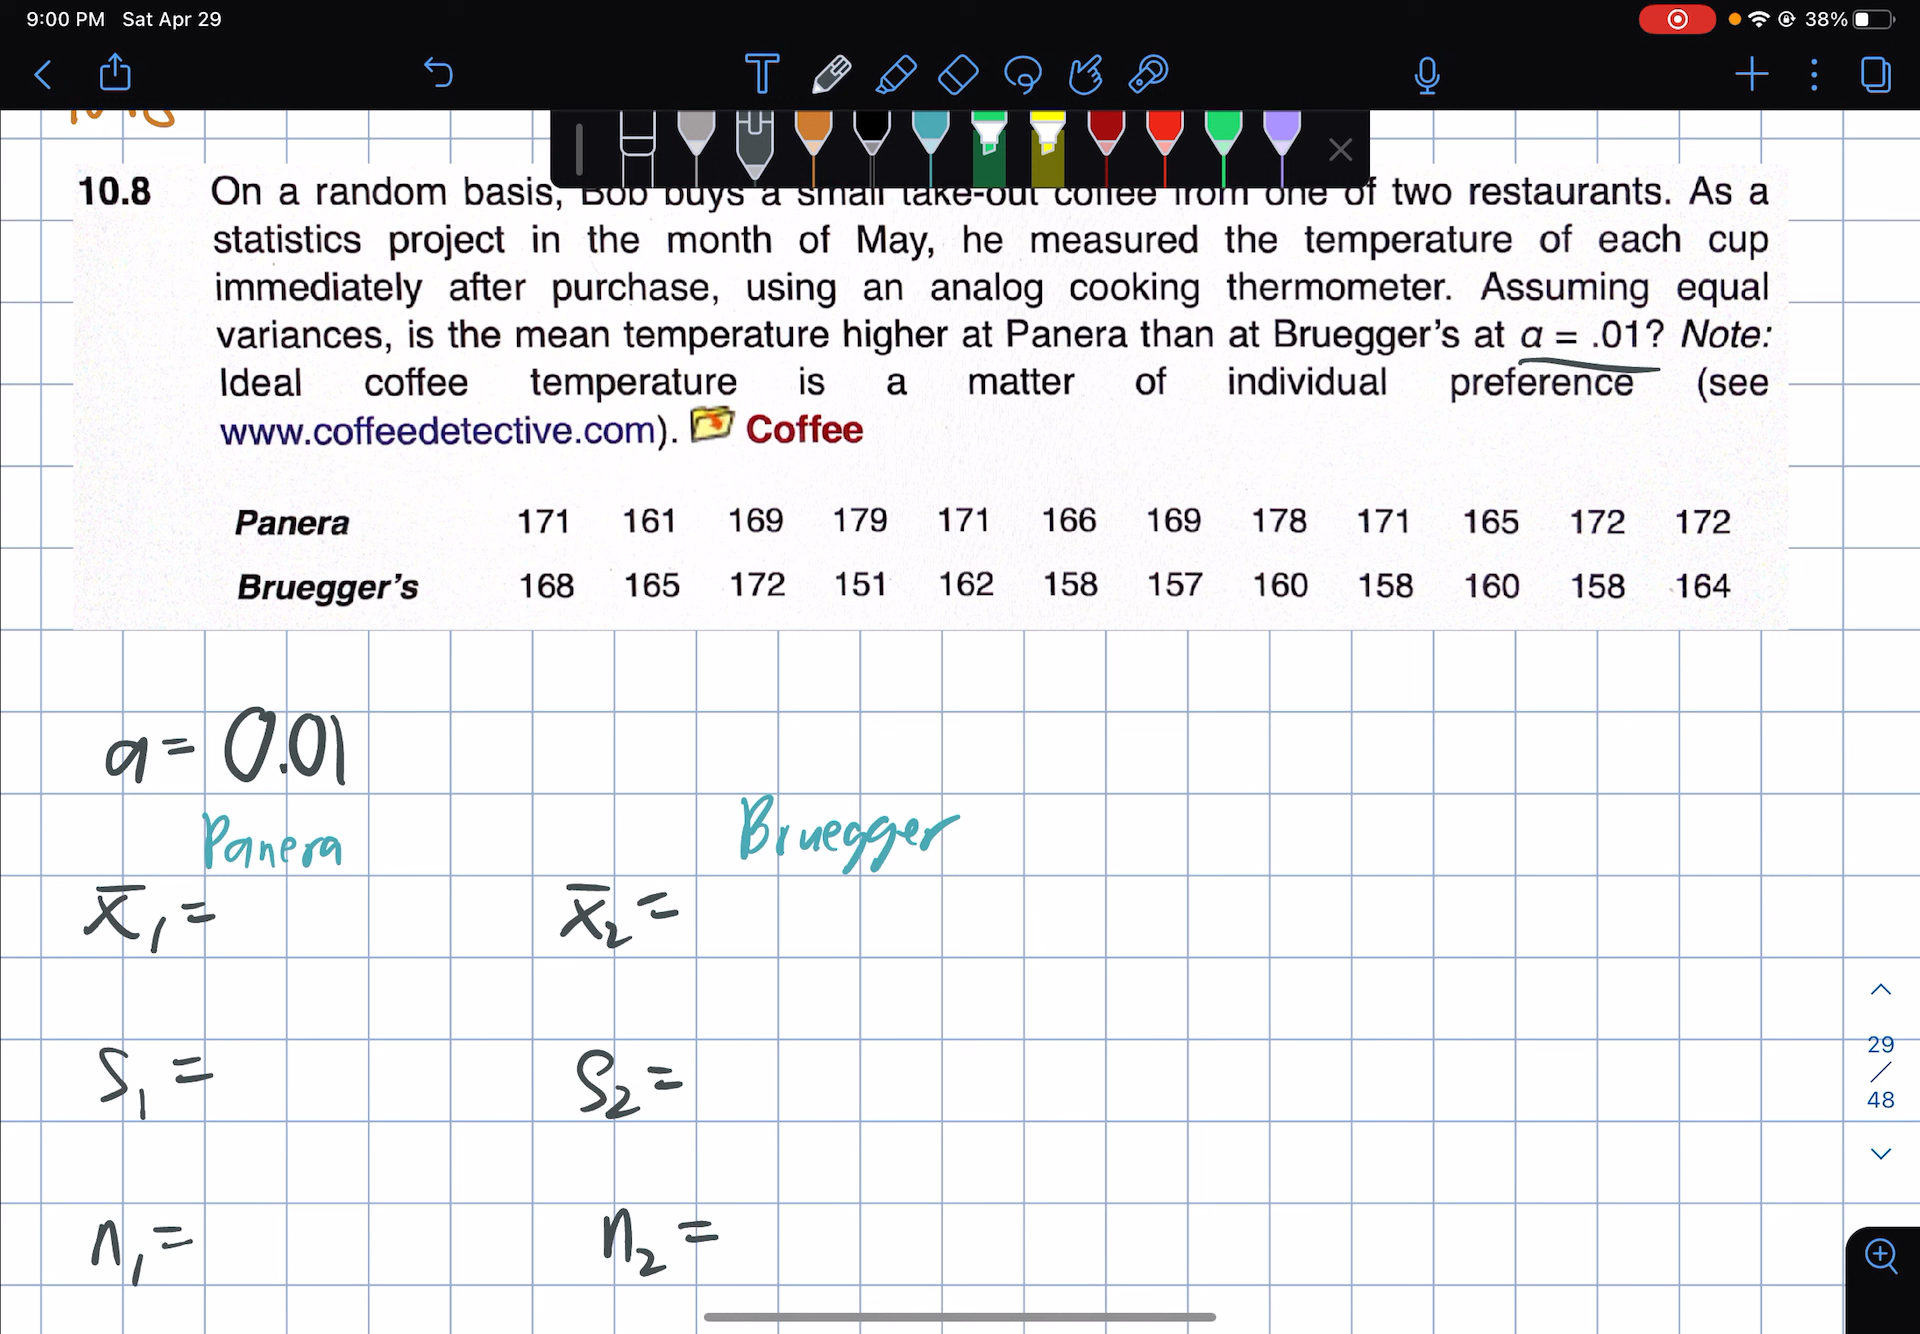 9:00 PM Sat Apr 29
38%
10.8 On a random basis, Bob buys a small take-out coffee from one of two restaurants. As a
statistics project in the month of May, he measured the temperature of each cup
immediately after purchase, using an analog cooking thermometer. Assuming equal
variances, is the mean temperature higher at Panera than at Bruegger's at α = .01? Note:
Ideal coffee temperature is a matter of individual preference (see
www.coffeedetective.com). Coffee
Panera 171 161 169 179 171 166 169 178 171 165 172 172
Bruegger's 168 165 172 151 162 158 157 160 158 160 158 164
a = 0.01
Panera Bruegger
x̄₁ = x̄₂ =
S₁ = S₂ =
n₁ = n₂ =
29
/
48